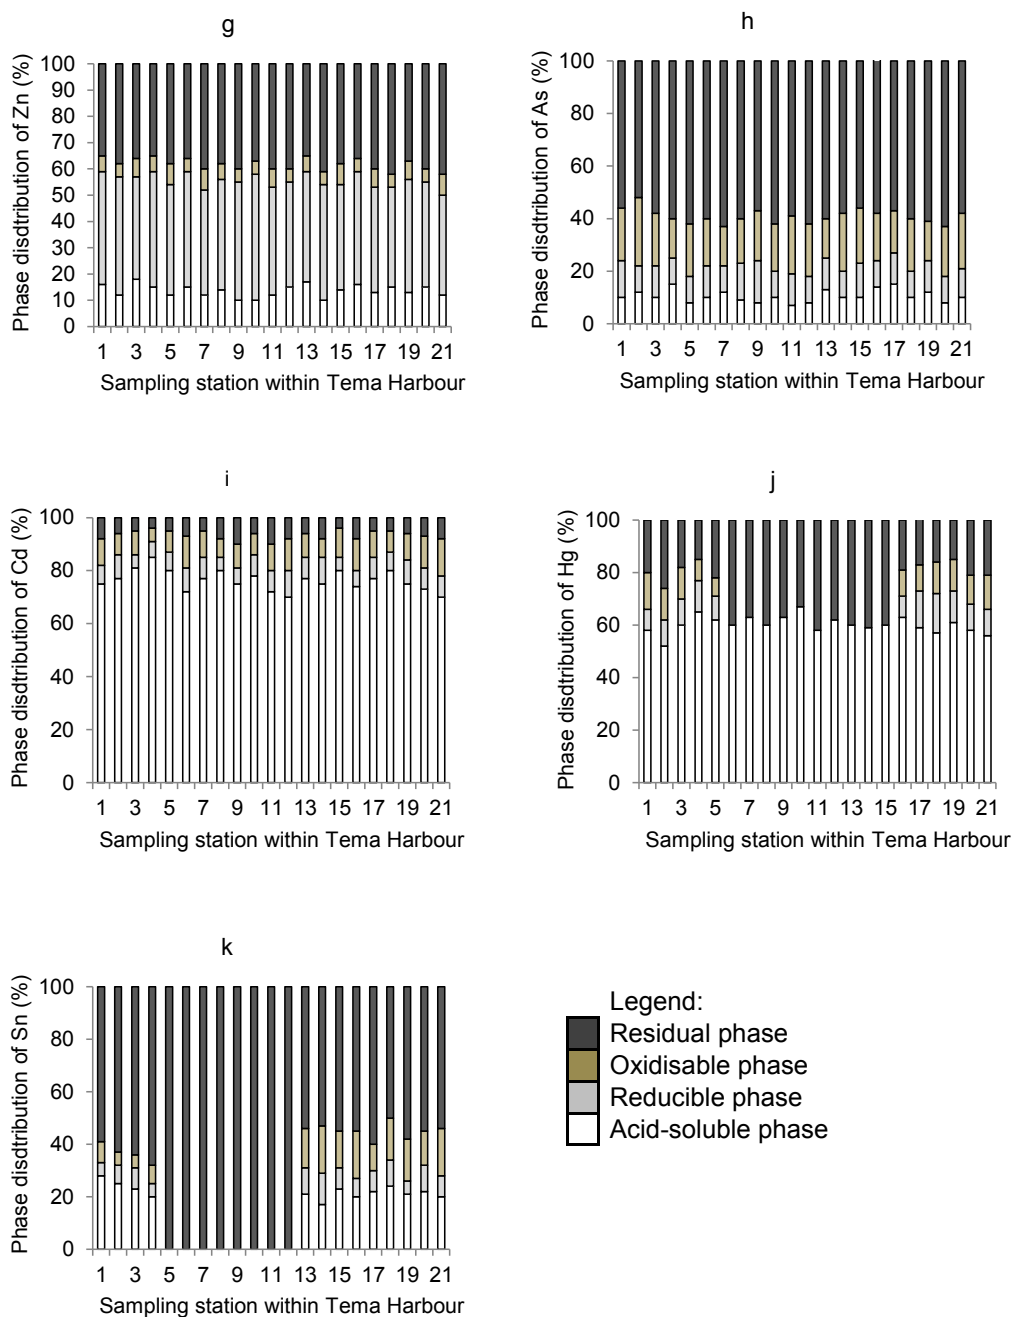 g
Phase disdtribution of Zn (%)
100
90
80
70
60
50
40
30
20
10
0
1 3 5 7 9 11 13 15 17 19 21
Sampling station within Tema Harbour
h
Phase disdtribution of As (%)
100
80
60
40
20
0
1 3 5 7 9 11 13 15 17 19 21
Sampling station within Tema Harbour
i
Phase disdtribution of Cd (%)
100
80
60
40
20
0
1 3 5 7 9 11 13 15 17 19 21
Sampling station within Tema Harbour
j
Phase disdtribution of Hg (%)
100
80
60
40
20
0
1 3 5 7 9 11 13 15 17 19 21
Sampling station within Tema Harbour
k
Phase disdtribution of Sn (%)
100
80
60
40
20
0
1 3 5 7 9 11 13 15 17 19 21
Sampling station within Tema Harbour
Legend:
Residual phase
Oxidisable phase
Reducible phase
Acid-soluble phase